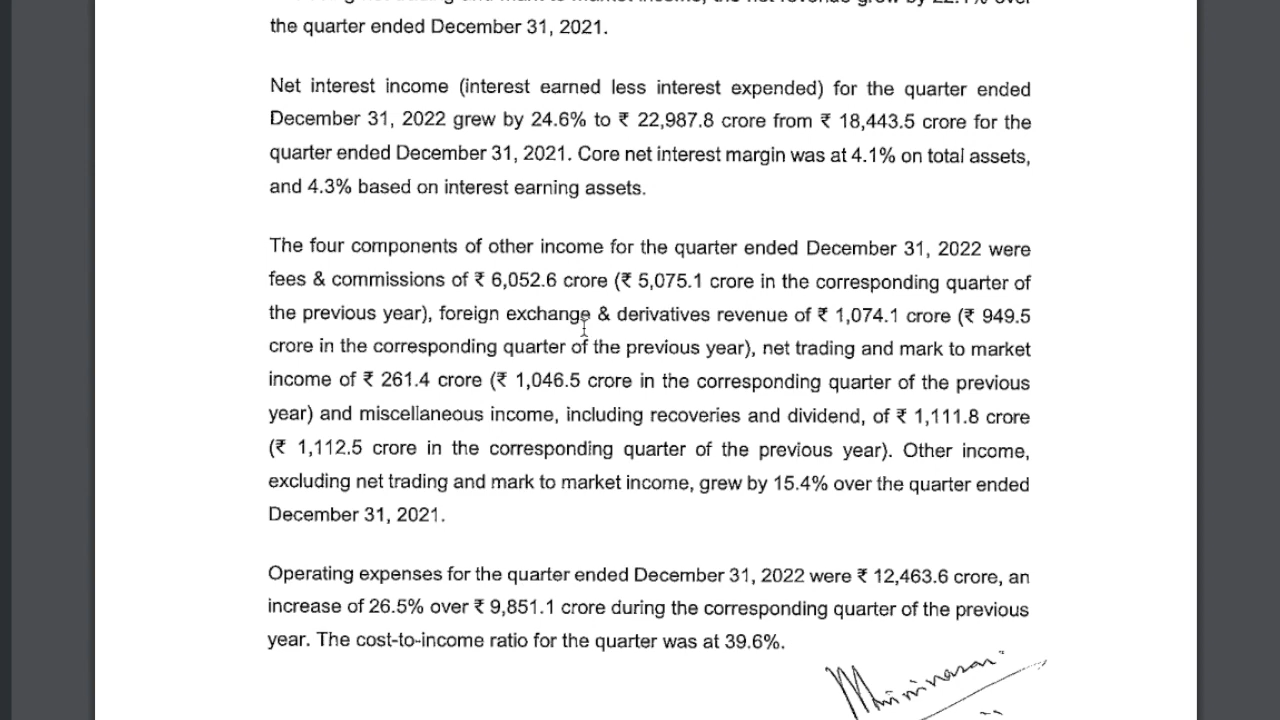 the quarter ended December 31, 2021.
Net interest income (interest earned less interest expended) for the quarter ended
December 31, 2022 grew by 24.6% to ₹ 22,987.8 crore from ₹ 18,443.5 crore for the
quarter ended December 31, 2021. Core net interest margin was at 4.1% on total assets,
and 4.3% based on interest earning assets.
The four components of other income for the quarter ended December 31, 2022 were
fees & commissions of ₹ 6,052.6 crore (₹ 5,075.1 crore in the corresponding quarter of
the previous year), foreign exchange & derivatives revenue of ₹ 1,074.1 crore (₹ 949.5
crore in the corresponding quarter of the previous year), net trading and mark to market
income of ₹ 261.4 crore (₹ 1,046.5 crore in the corresponding quarter of the previous
year) and miscellaneous income, including recoveries and dividend, of ₹ 1,111.8 crore
(₹ 1,112.5 crore in the corresponding quarter of the previous year). Other income,
excluding net trading and mark to market income, grew by 15.4% over the quarter ended
December 31, 2021.
Operating expenses for the quarter ended December 31, 2022 were ₹ 12,463.6 crore, an
increase of 26.5% over ₹ 9,851.1 crore during the corresponding quarter of the previous
year. The cost-to-income ratio for the quarter was at 39.6%.